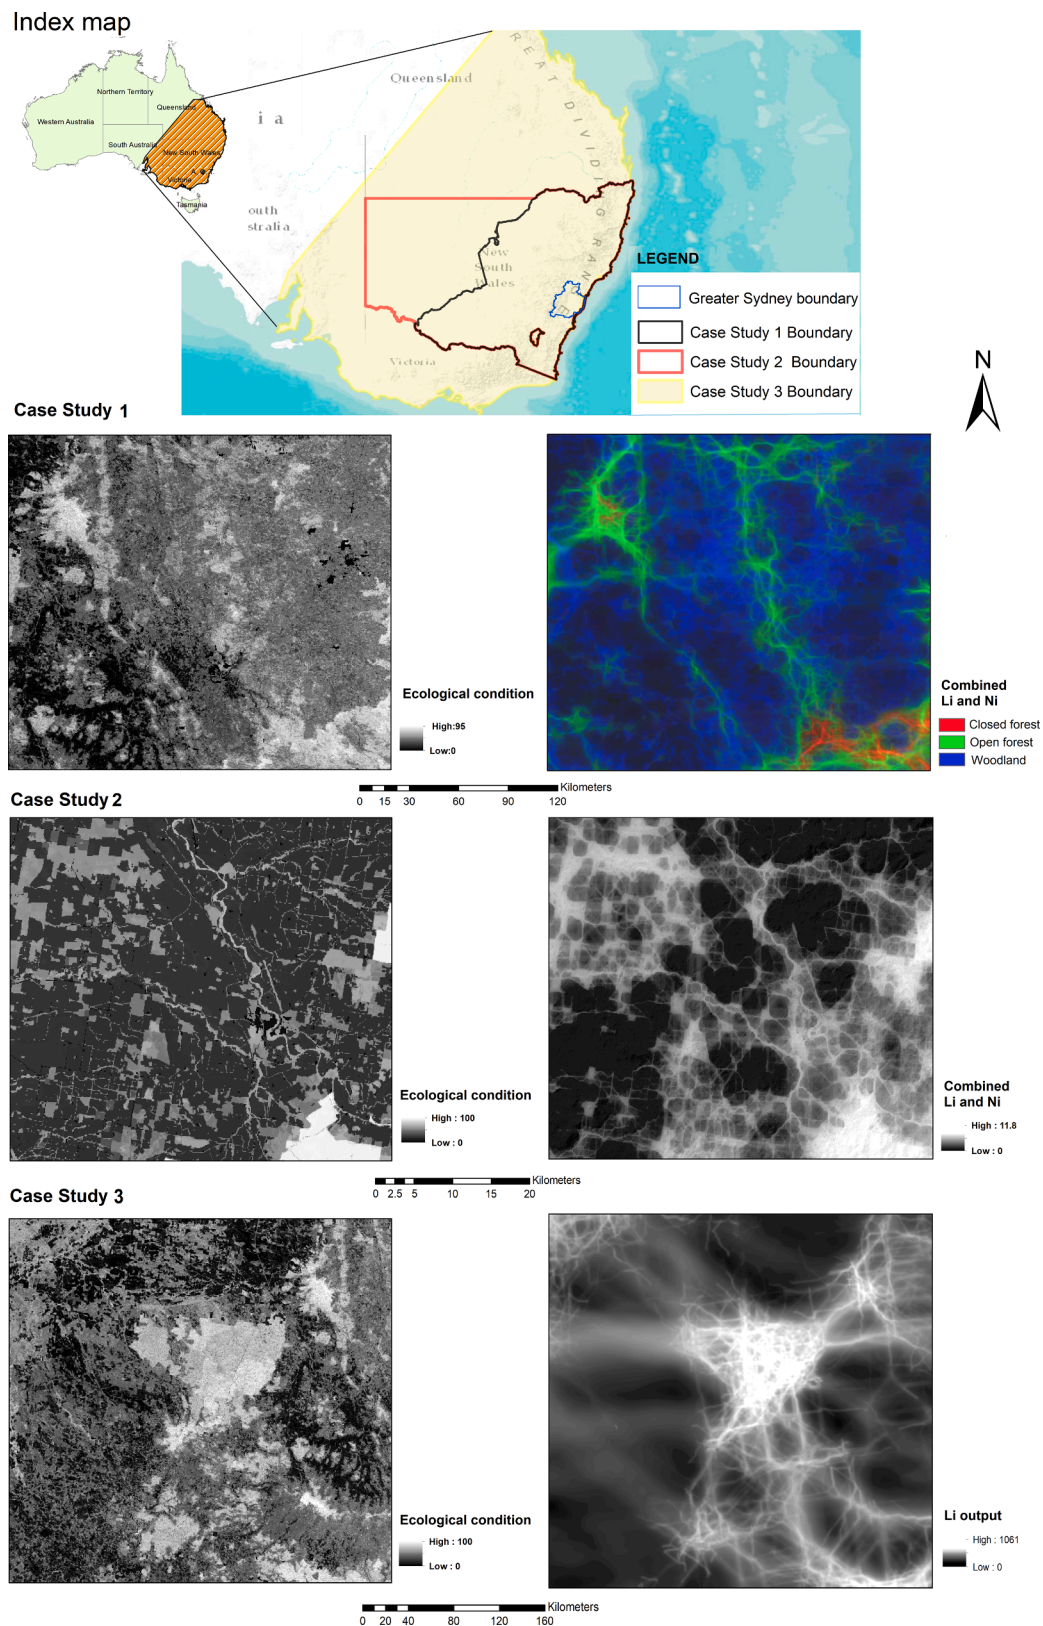 Index map
Northern Territory
Queensland
Western Australia
South Australia
New South Wales
Victoria
Tasmania
Queensland
i a
outh
stralia
GREAT DIVIDING RANGE
New
South
Wales
Victoria
LEGEND
Greater Sydney boundary
Case Study 1 Boundary
Case Study 2 Boundary
Case Study 3 Boundary
N
Case Study 1
Ecological condition
High:95
Low:0
Combined
Li and Ni
Closed forest
Open forest
Woodland
Kilometers
0 15 30 60 90 120
Case Study 2
Ecological condition
High : 100
Low : 0
Combined
Li and Ni
High : 11.8
Low : 0
Kilometers
0 2.5 5 10 15 20
Case Study 3
Ecological condition
High : 100
Low : 0
Li output
High : 1061
Low : 0
Kilometers
0 20 40 80 120 160